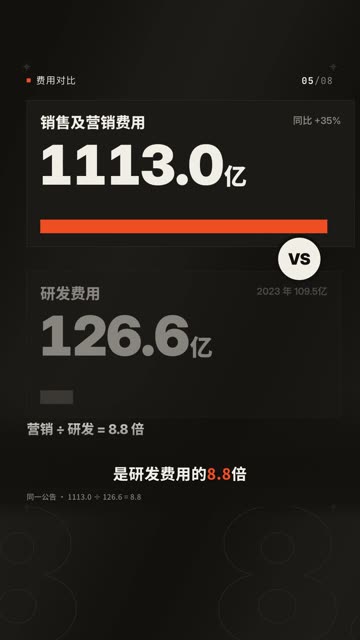 费用对比
05/08
销售及营销费用
同比 +35%
1113.0亿
VS
研发费用
2023 年 109.5亿
126.6亿
营销 ÷ 研发 = 8.8 倍
是研发费用的8.8倍
同一公告 · 1113.0 ÷ 126.6 = 8.8
88